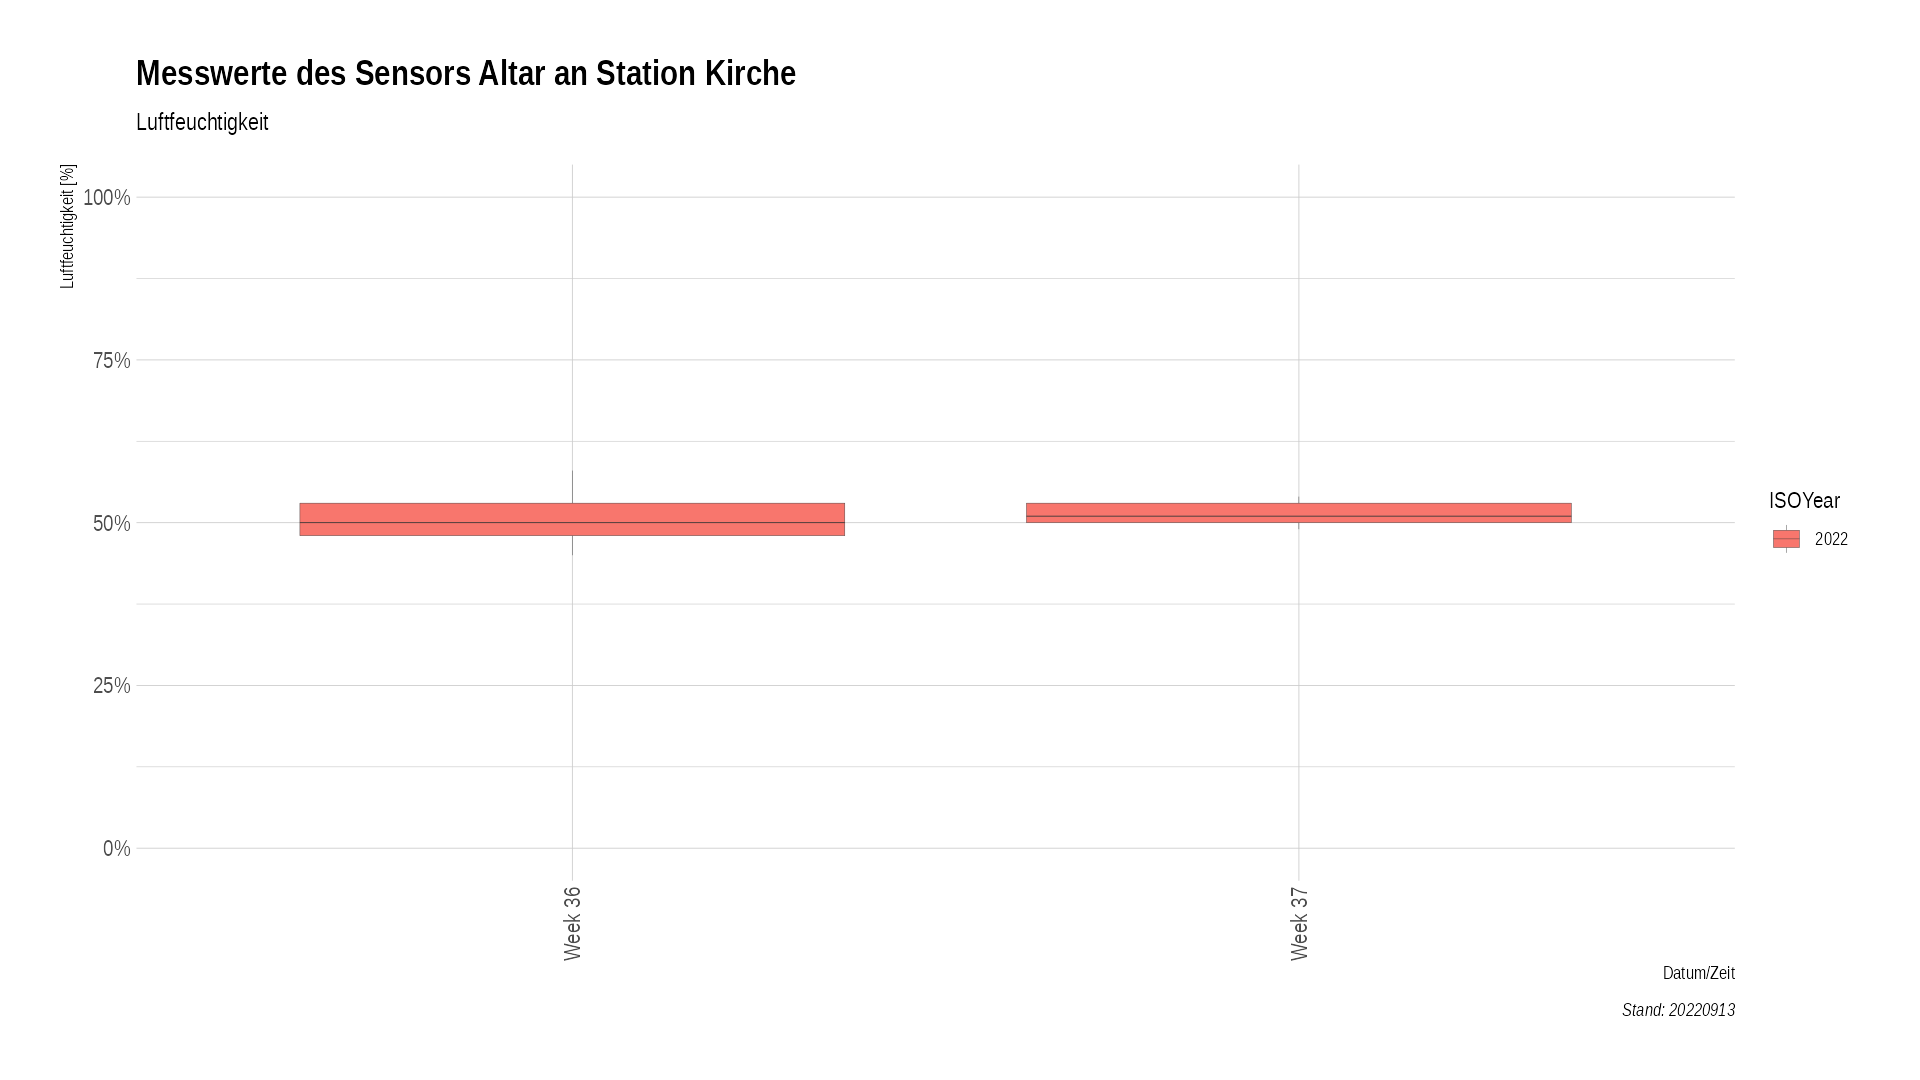 Messwerte des Sensors Altar an Station Kirche
Luftfeuchtigkeit
Luftfeuchtigkeit [%]
100%
75%
50%
25%
0%
Week 36
Week 37
Datum/Zeit
Stand: 20220913
ISOYear
2022